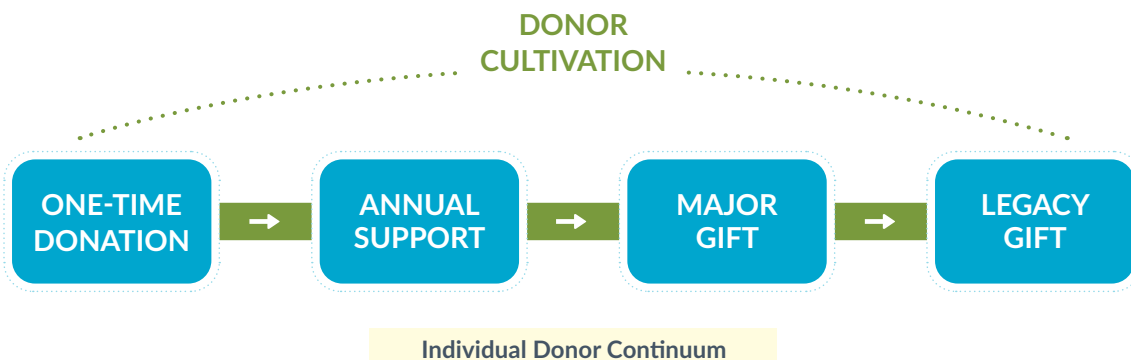 DONOR
CULTIVATION
ONE-TIME
DONATION
ANNUAL
SUPPORT
MAJOR
GIFT
LEGACY
GIFT
Individual Donor Continuum